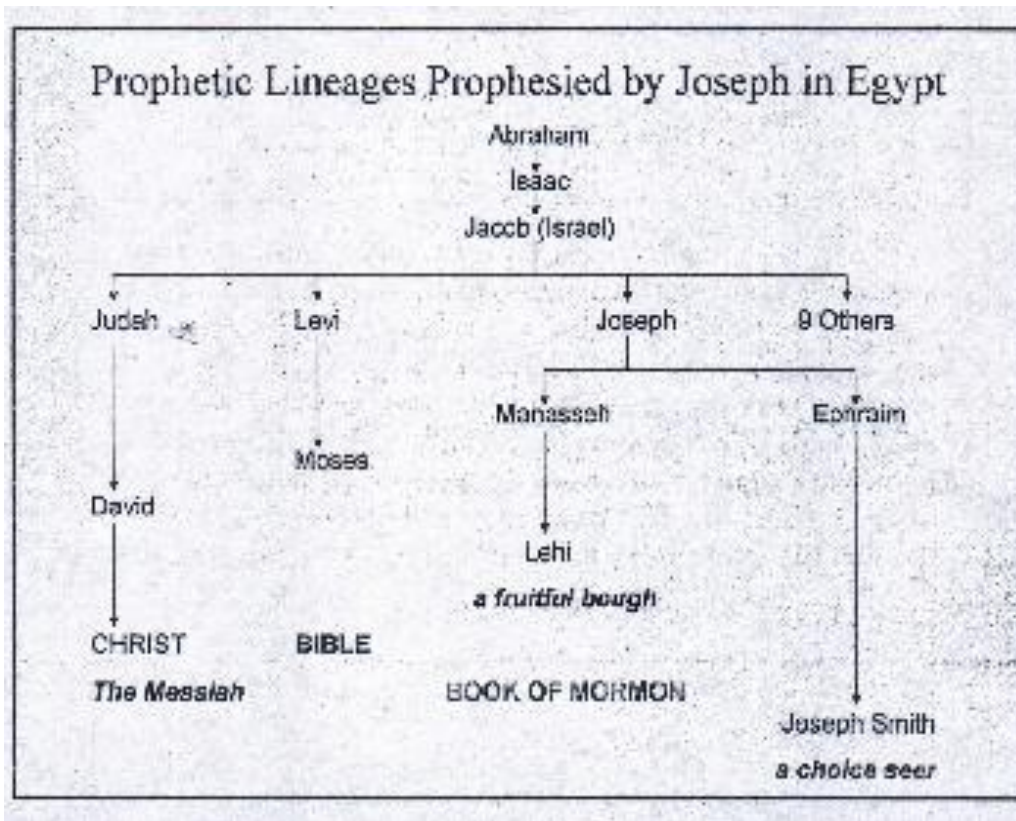 Prophetic Lineages Prophesied by Joseph in Egypt
Abraham
Isaac
Jacob (Israel)
Judah Levi Joseph 9 Others
Manasseh Ephraim
Moses
David
Lehi
a fruitful bough
CHRIST BIBLE
The Messiah BOOK OF MORMON
Joseph Smith
a choice seer